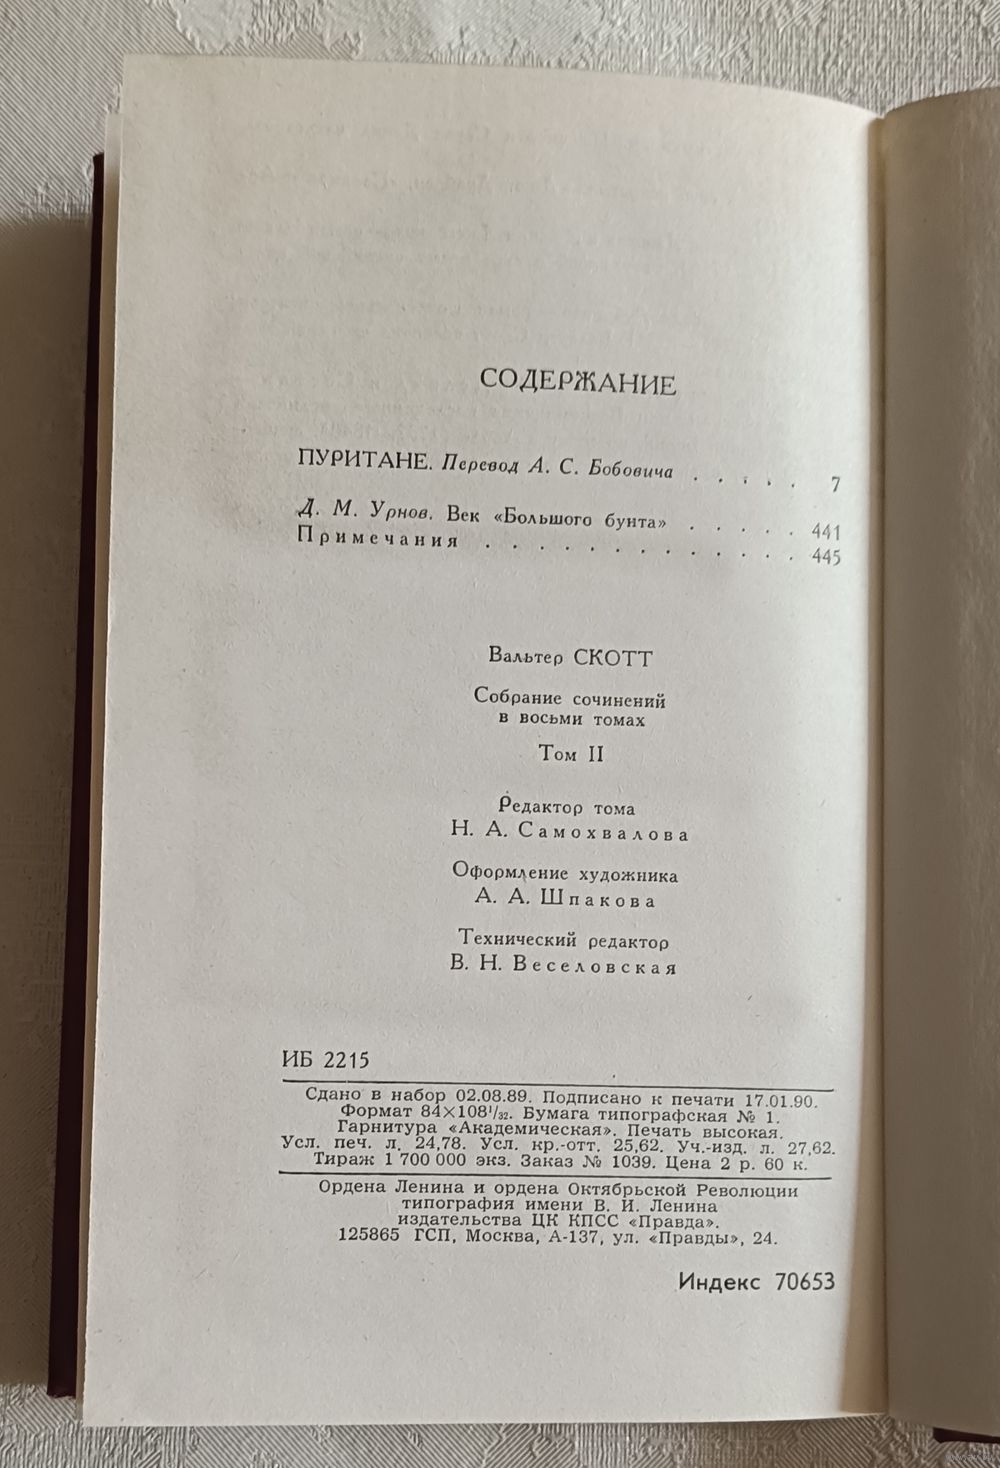 СОДЕРЖАНИЕ
ПУРИТАНЕ. Перевод А. С. Бобовича . . . . . 7
Д. М. Урнов. Век «Большого бунта» . . . . . 441
Примечания . . . . . . . . . . . . 445
Вальтер СКОТТ
Собрание сочинений
в восьми томах
Том II
Редактор тома
Н. А. Самохвалова
Оформление художника
А. А. Шпакова
Технический редактор
В. Н. Веселовская
ИБ 2215
Сдано в набор 02.08.89. Подписано к печати 17.01.90.
Формат 84×108¹/₃₂. Бумага типографская № 1.
Гарнитура «Академическая». Печать высокая.
Усл. печ. л. 24,78. Усл. кр.-отт. 25,62. Уч.-изд. л. 27,62.
Тираж 1 700 000 экз. Заказ № 1039. Цена 2 р. 60 к.
Ордена Ленина и ордена Октябрьской Революции
типография имени В. И. Ленина
издательства ЦК КПСС «Правда».
125865 ГСП, Москва, А-137, ул. «Правды», 24.
Индекс 70653